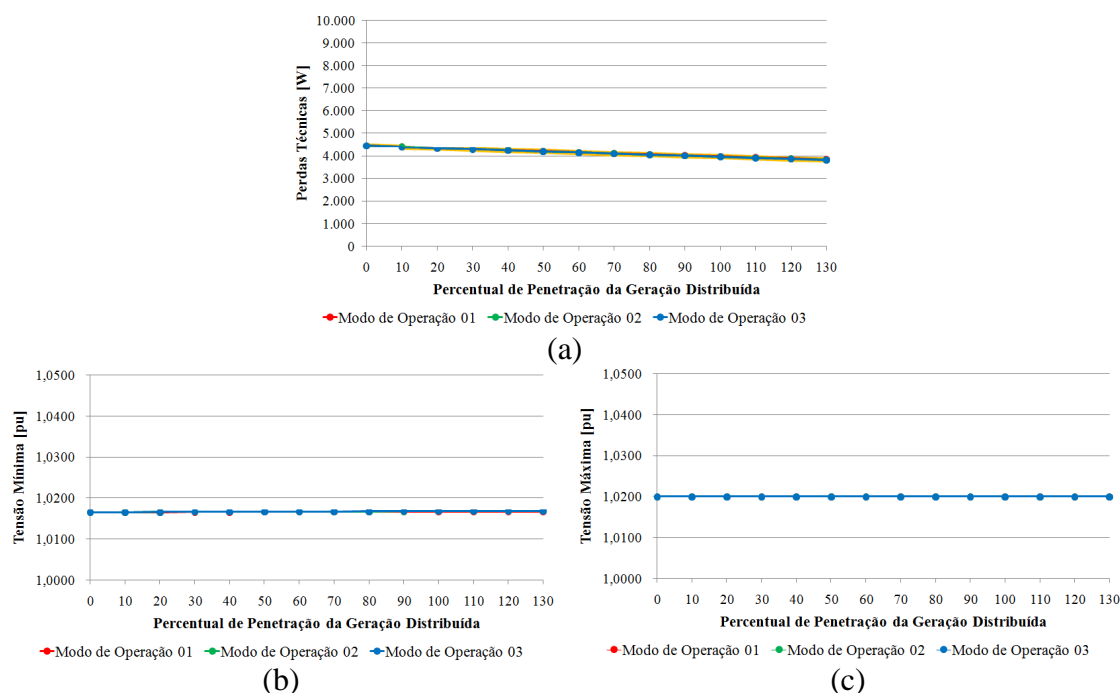 Perdas Técnicas [W]
10.000
9.000
8.000
7.000
6.000
5.000
4.000
3.000
2.000
1.000
0
0 10 20 30 40 50 60 70 80 90 100 110 120 130
Percentual de Penetração da Geração Distribuída
Modo de Operação 01 Modo de Operação 02 Modo de Operação 03
(a)
Tensão Mínima [pu]
1,0500
1,0400
1,0300
1,0200
1,0100
1,0000
0 10 20 30 40 50 60 70 80 90 100 110 120 130
Percentual de Penetração da Geração Distribuída
Modo de Operação 01 Modo de Operação 02 Modo de Operação 03
(b)
Tensão Máxima [pu]
1,0500
1,0400
1,0300
1,0200
1,0100
1,0000
0 10 20 30 40 50 60 70 80 90 100 110 120 130
Percentual de Penetração da Geração Distribuída
Modo de Operação 01 Modo de Operação 02 Modo de Operação 03
(c)